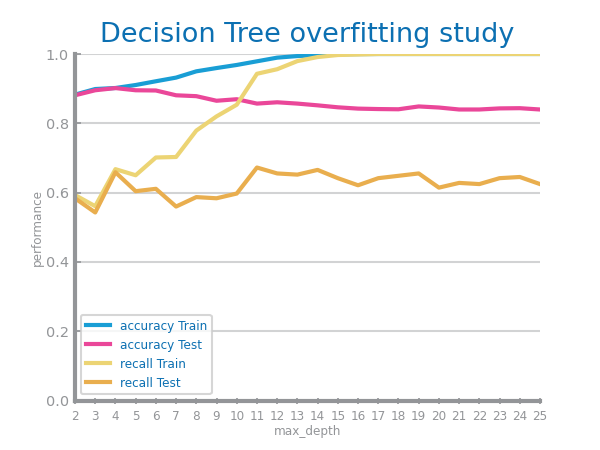 Decision Tree overfitting study
1.0
0.8
0.6
0.4
0.2
0.0
performance
accuracy Train
accuracy Test
recall Train
recall Test
2 3 4 5 6 7 8 9 10 11 12 13 14 15 16 17 18 19 20 21 22 23 24 25
max_depth